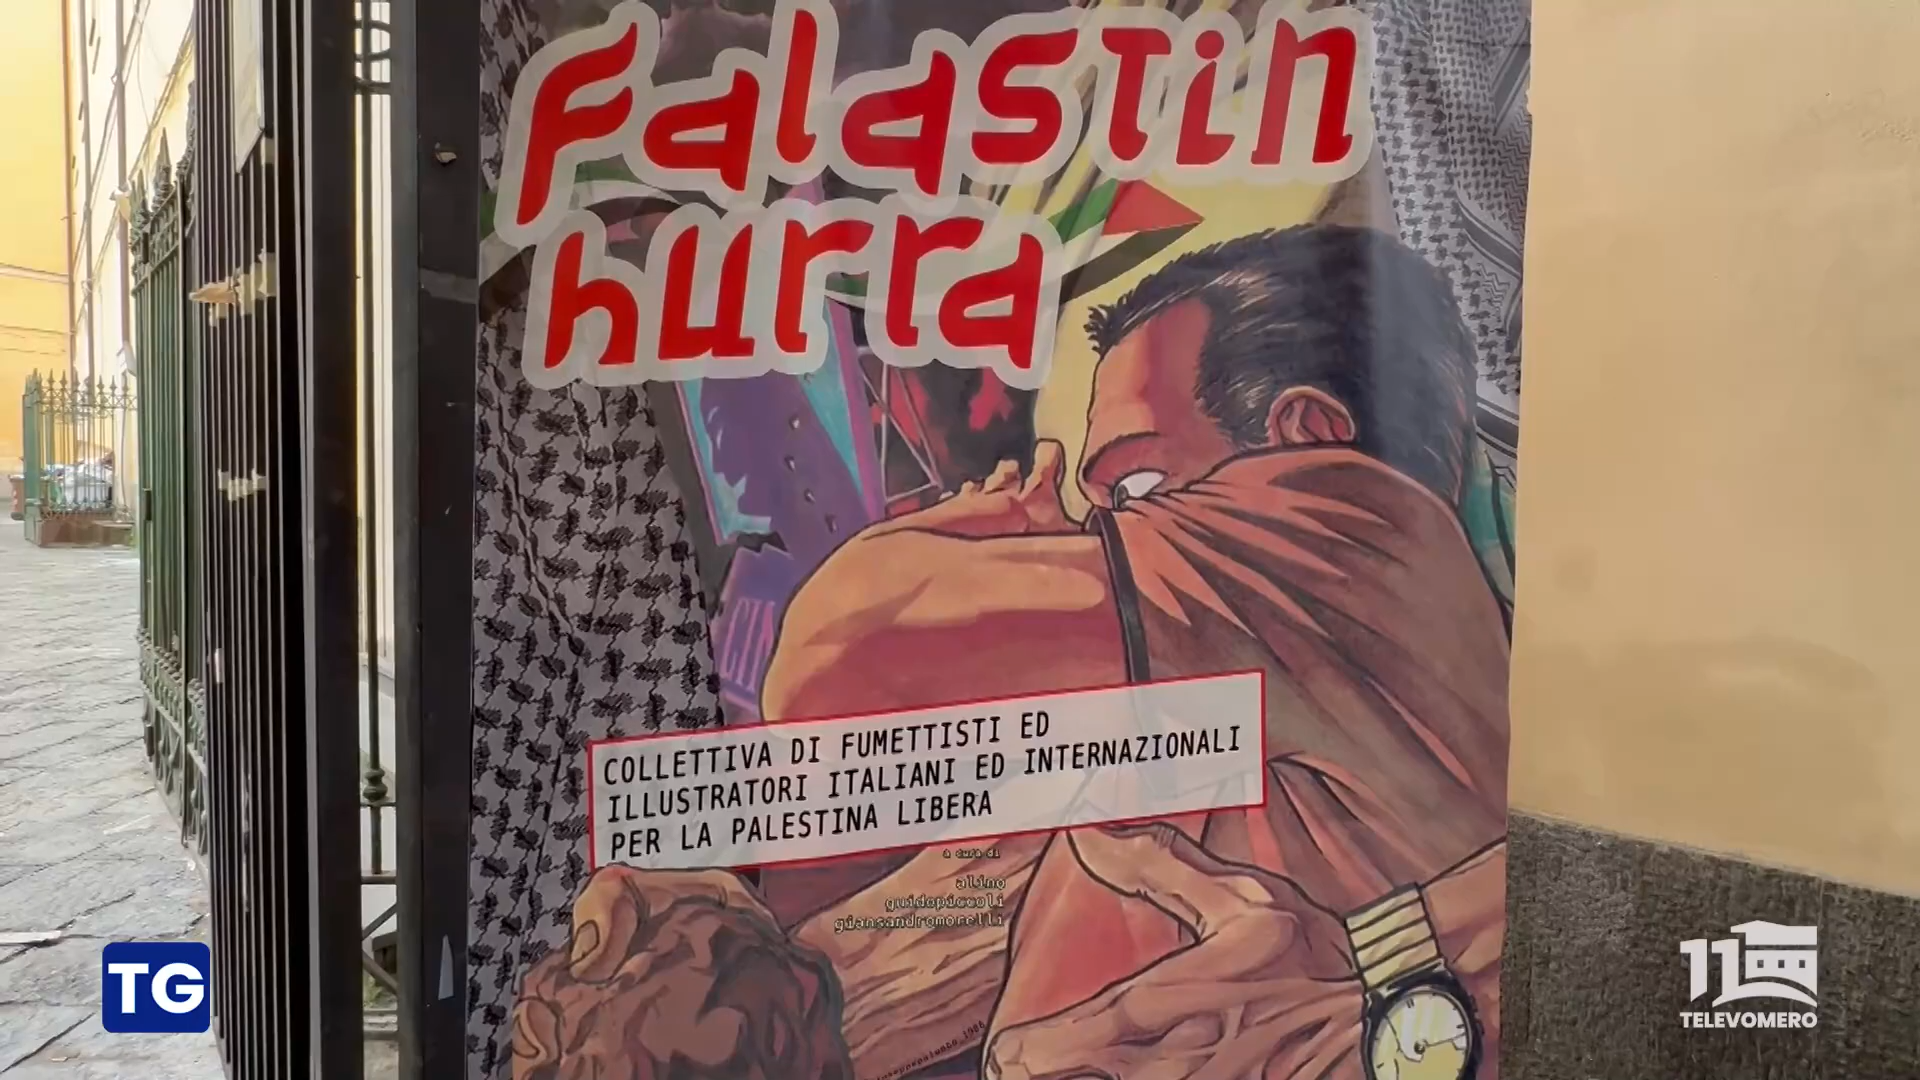 Falastin
hurra
CIN
COLLETTIVA DI FUMETTISTI ED
ILLUSTRATORI ITALIANI ED INTERNAZIONALI
PER LA PALESTINA LIBERA
a cura di
alino
guidopiccoli
giansandromorelli
TG
11
TELEVOMERO